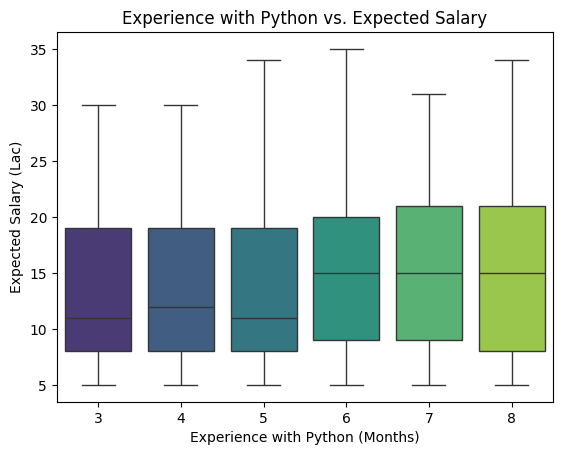 Experience with Python vs. Expected Salary
Expected Salary (Lac)
35
30
25
20
15
10
5
3 4 5 6 7 8
Experience with Python (Months)